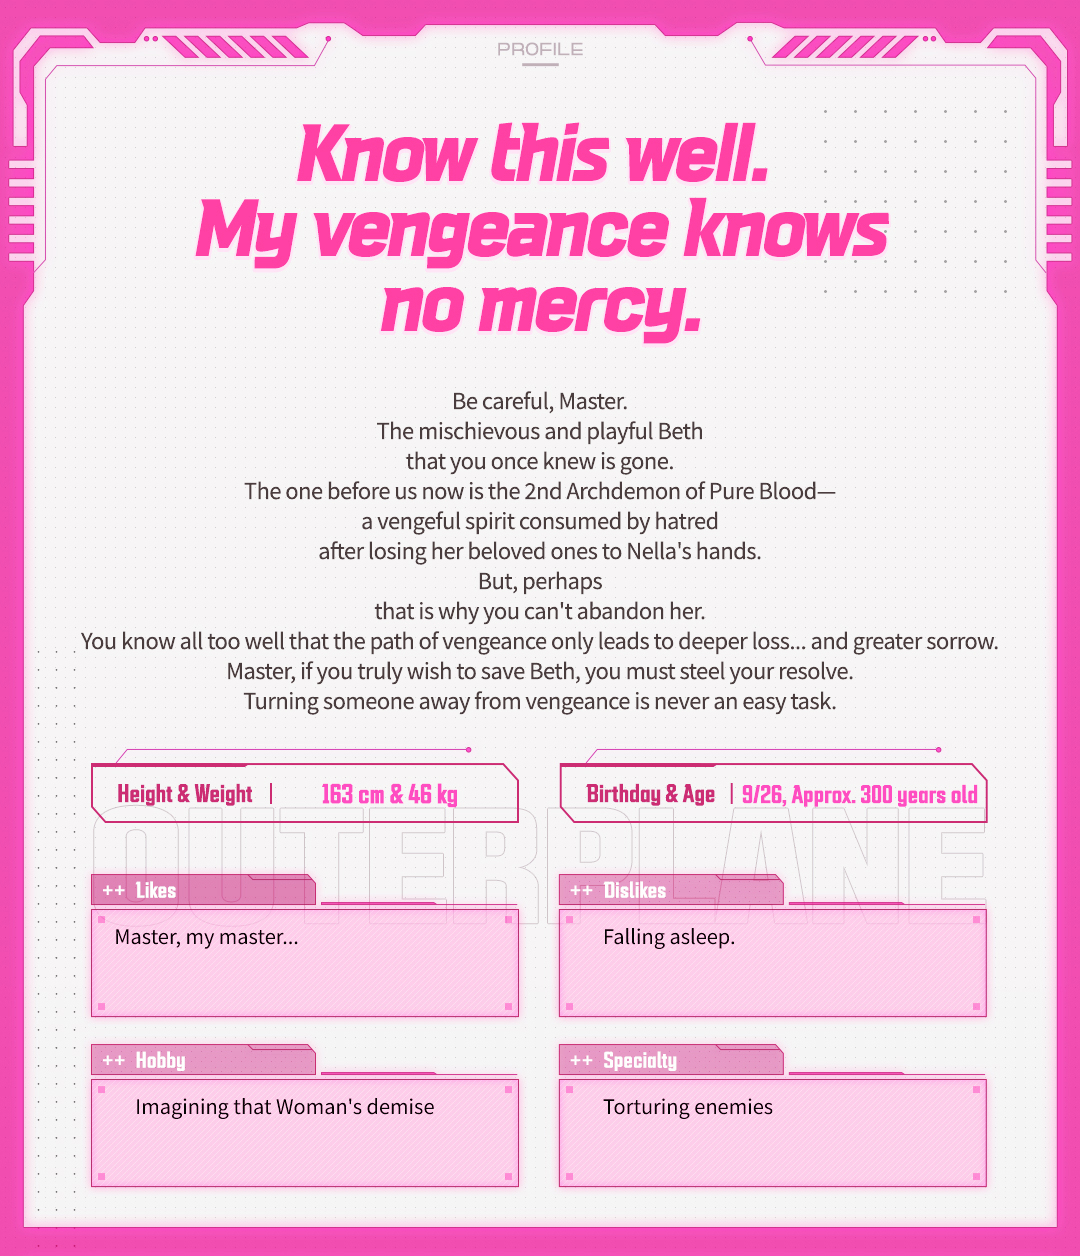 PROFILE
Know this well.
My vengeance knows
no mercy.
Be careful, Master.
The mischievous and playful Beth
that you once knew is gone.
The one before us now is the 2nd Archdemon of Pure Blood—
a vengeful spirit consumed by hatred
after losing her beloved ones to Nella's hands.
But, perhaps
that is why you can't abandon her.
You know all too well that the path of vengeance only leads to deeper loss... and greater sorrow.
Master, if you truly wish to save Beth, you must steel your resolve.
Turning someone away from vengeance is never an easy task.
Height & Weight | 163 cm & 46 kg
Birthday & Age | 9/26, Approx. 300 years old
OUTERPLANE
++ Likes
Master, my master...
++ Dislikes
Falling asleep.
++ Hobby
Imagining that Woman's demise
++ Specialty
Torturing enemies